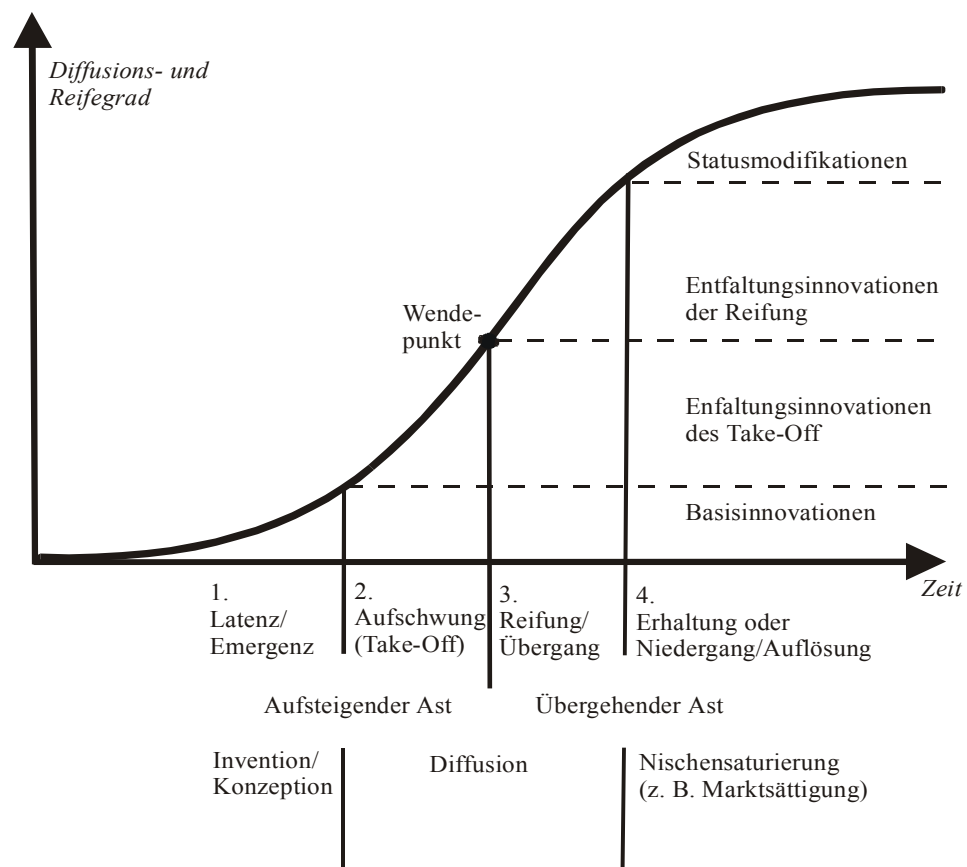 Diffusions- und
Reifegrad
Statusmodifikationen
Entfaltungsinnovationen
der Reifung
Wende-
punkt
Enfaltungsinnovationen
des Take-Off
Basisinnovationen
Zeit
1.
Latenz/
Emergenz
2.
Aufschwung
(Take-Off)
3.
Reifung/
Übergang
4.
Erhaltung oder
Niedergang/Auflösung
Aufsteigender Ast
Übergehender Ast
Invention/
Konzeption
Diffusion
Nischensaturierung
(z. B. Marktsättigung)